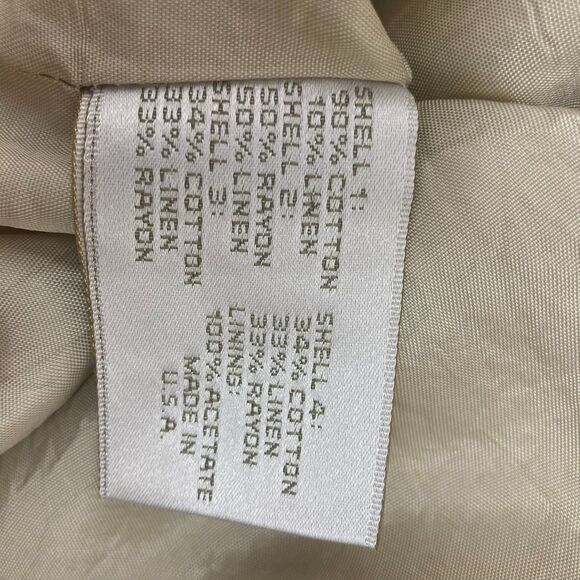 SHELL 1:
90% COTTON
10% LINEN
SHELL 2:
50% RAYON
50% LINEN
SHELL 3:
34% COTTON
33% LINEN
33% RAYON
SHELL 4:
34% COTTON
33% LINEN
33% RAYON
LINING:
100% ACETATE
MADE IN
U.S.A.